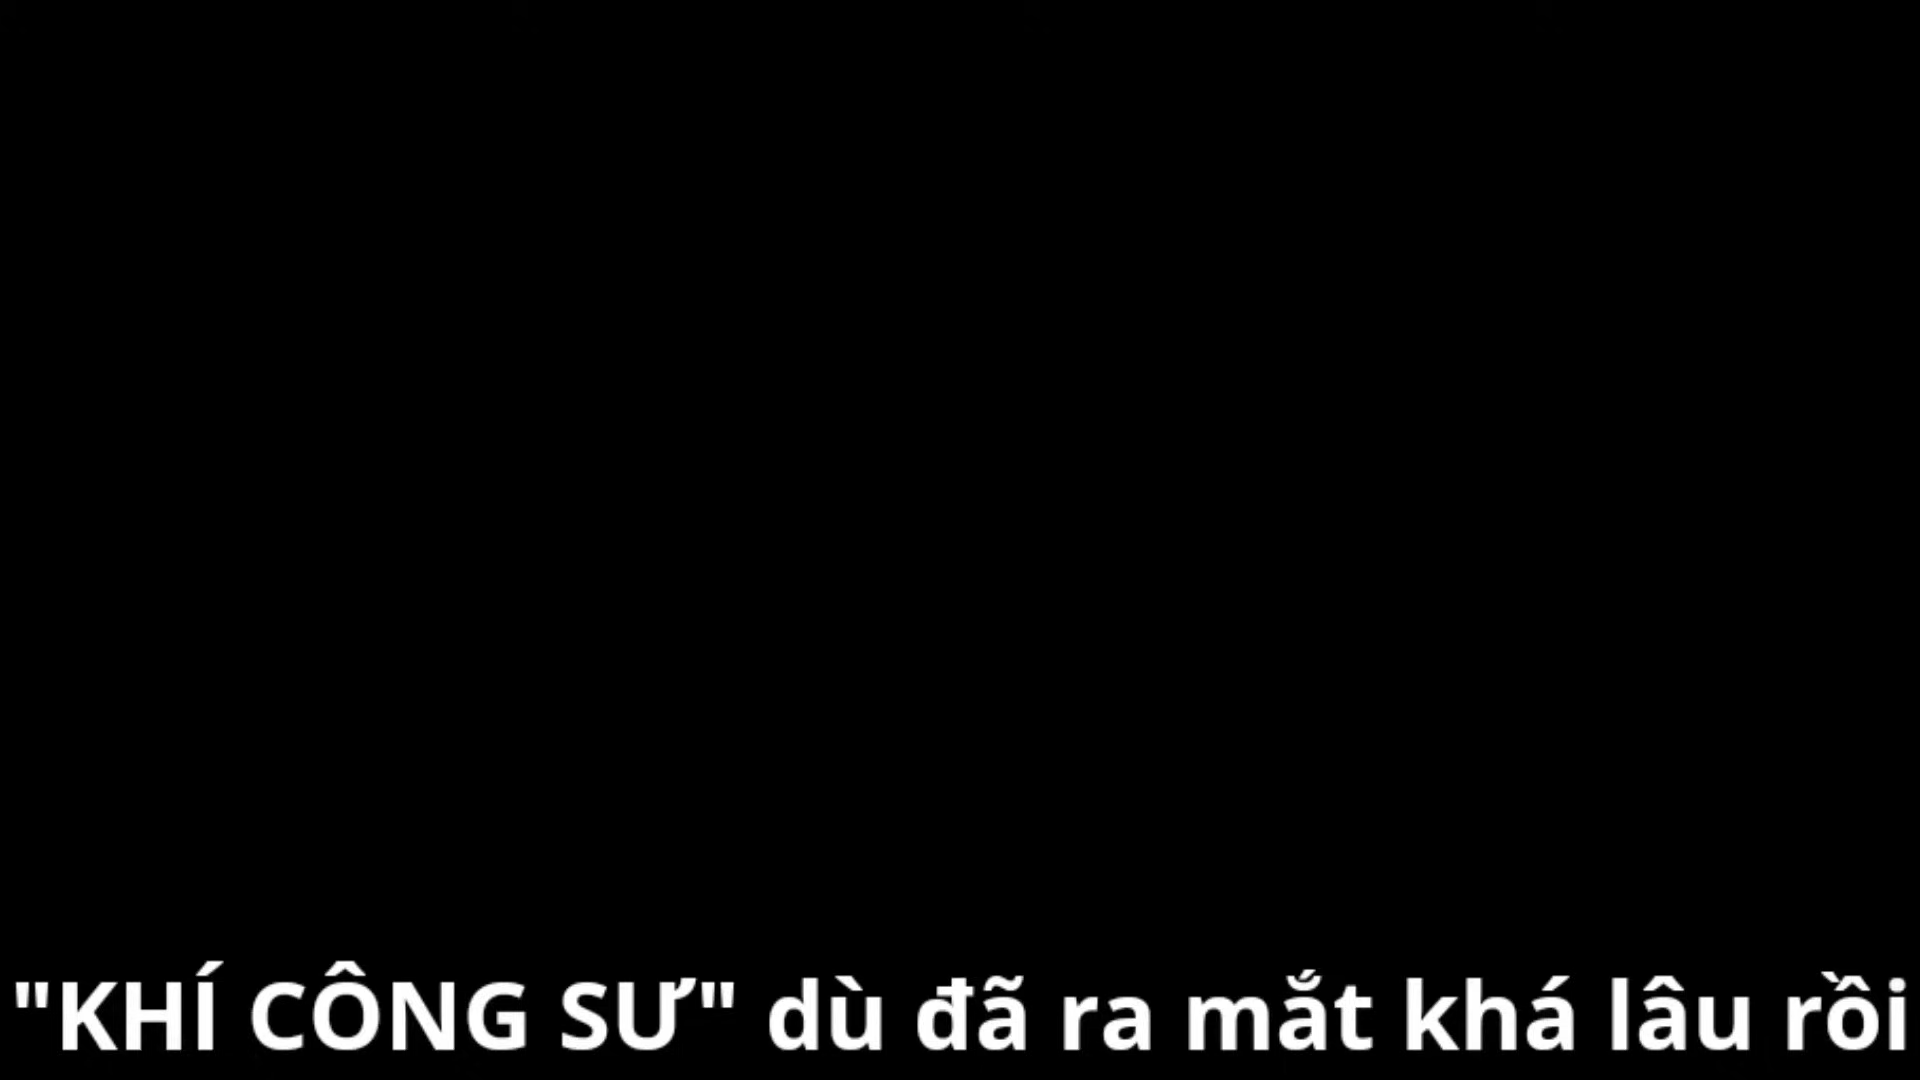 "KHÍ CÔNG SƯ" dù đã ra mắt khá lâu rồi